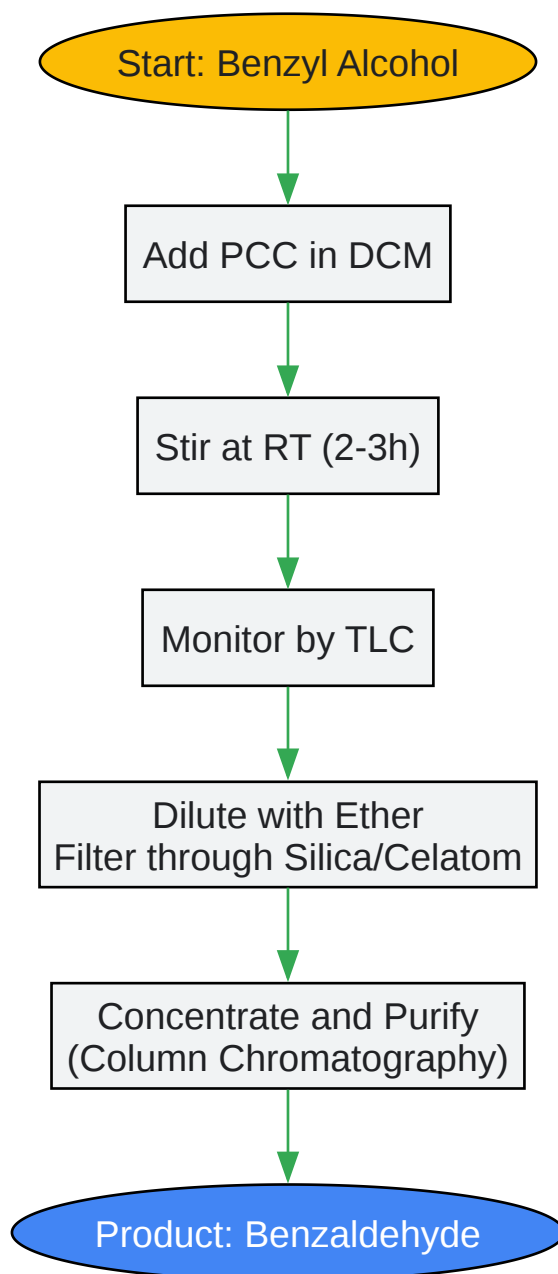 Start: Benzyl Alcohol
Add PCC in DCM
Stir at RT (2-3h)
Monitor by TLC
Dilute with Ether
Filter through Silica/Celatom
Concentrate and Purify
(Column Chromatography)
Product: Benzaldehyde